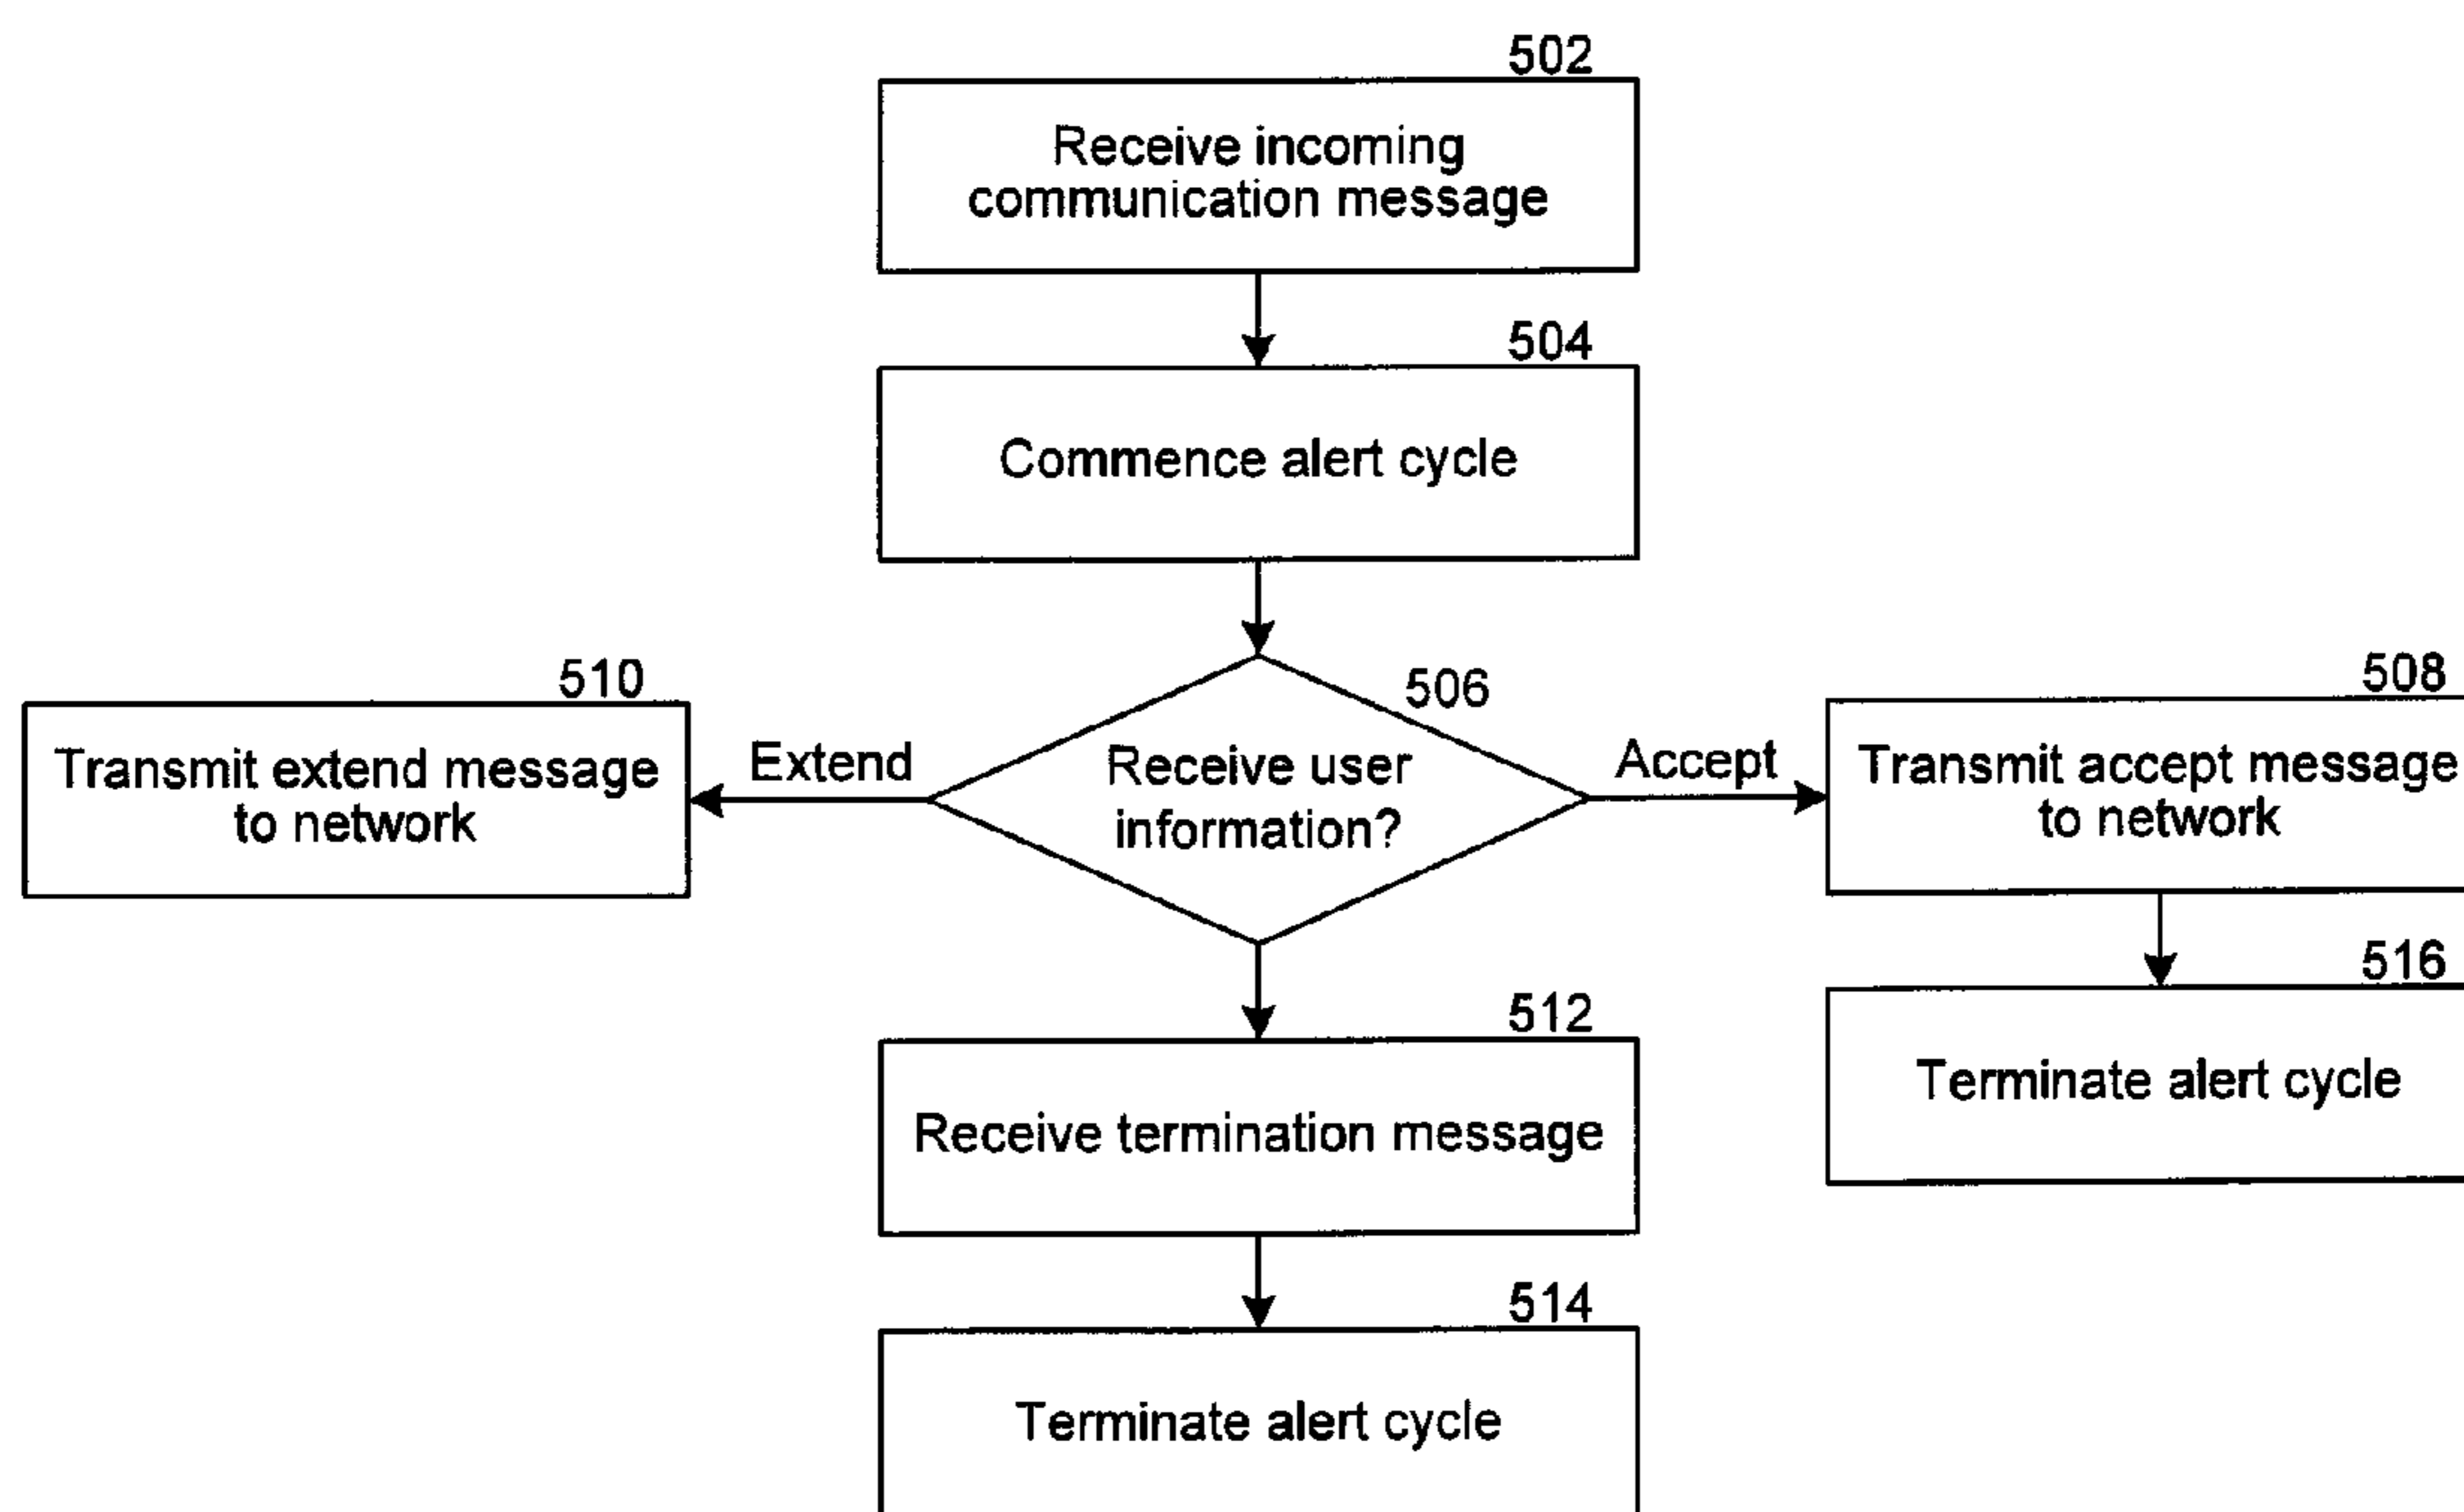 502
Receive incoming
communication message
504
Commence alert cycle
510
Transmit extend message
to network
Extend
506
Receive user
information?
Accept
508
Transmit accept message
to network
516
Terminate alert cycle
512
Receive termination message
514
Terminate alert cycle